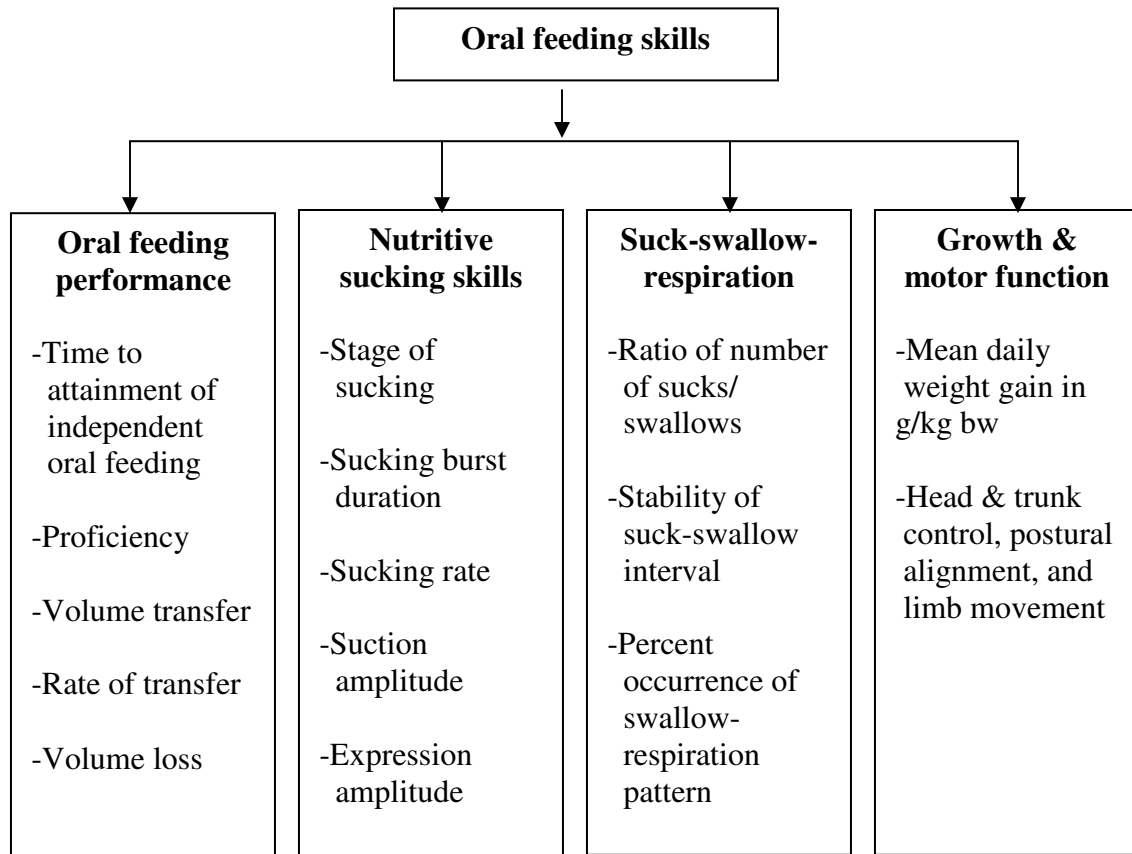 Oral feeding skills
Oral feeding
performance
-Time to
attainment of
independent
oral feeding
-Proficiency
-Volume transfer
-Rate of transfer
-Volume loss
Nutritive
sucking skills
-Stage of
sucking
-Sucking burst
duration
-Sucking rate
-Suction
amplitude
-Expression
amplitude
Suck-swallow-
respiration
-Ratio of number
of sucks/
swallows
-Stability of
suck-swallow
interval
-Percent
occurrence of
swallow-
respiration
pattern
Growth &
motor function
-Mean daily
weight gain in
g/kg bw
-Head & trunk
control, postural
alignment, and
limb movement